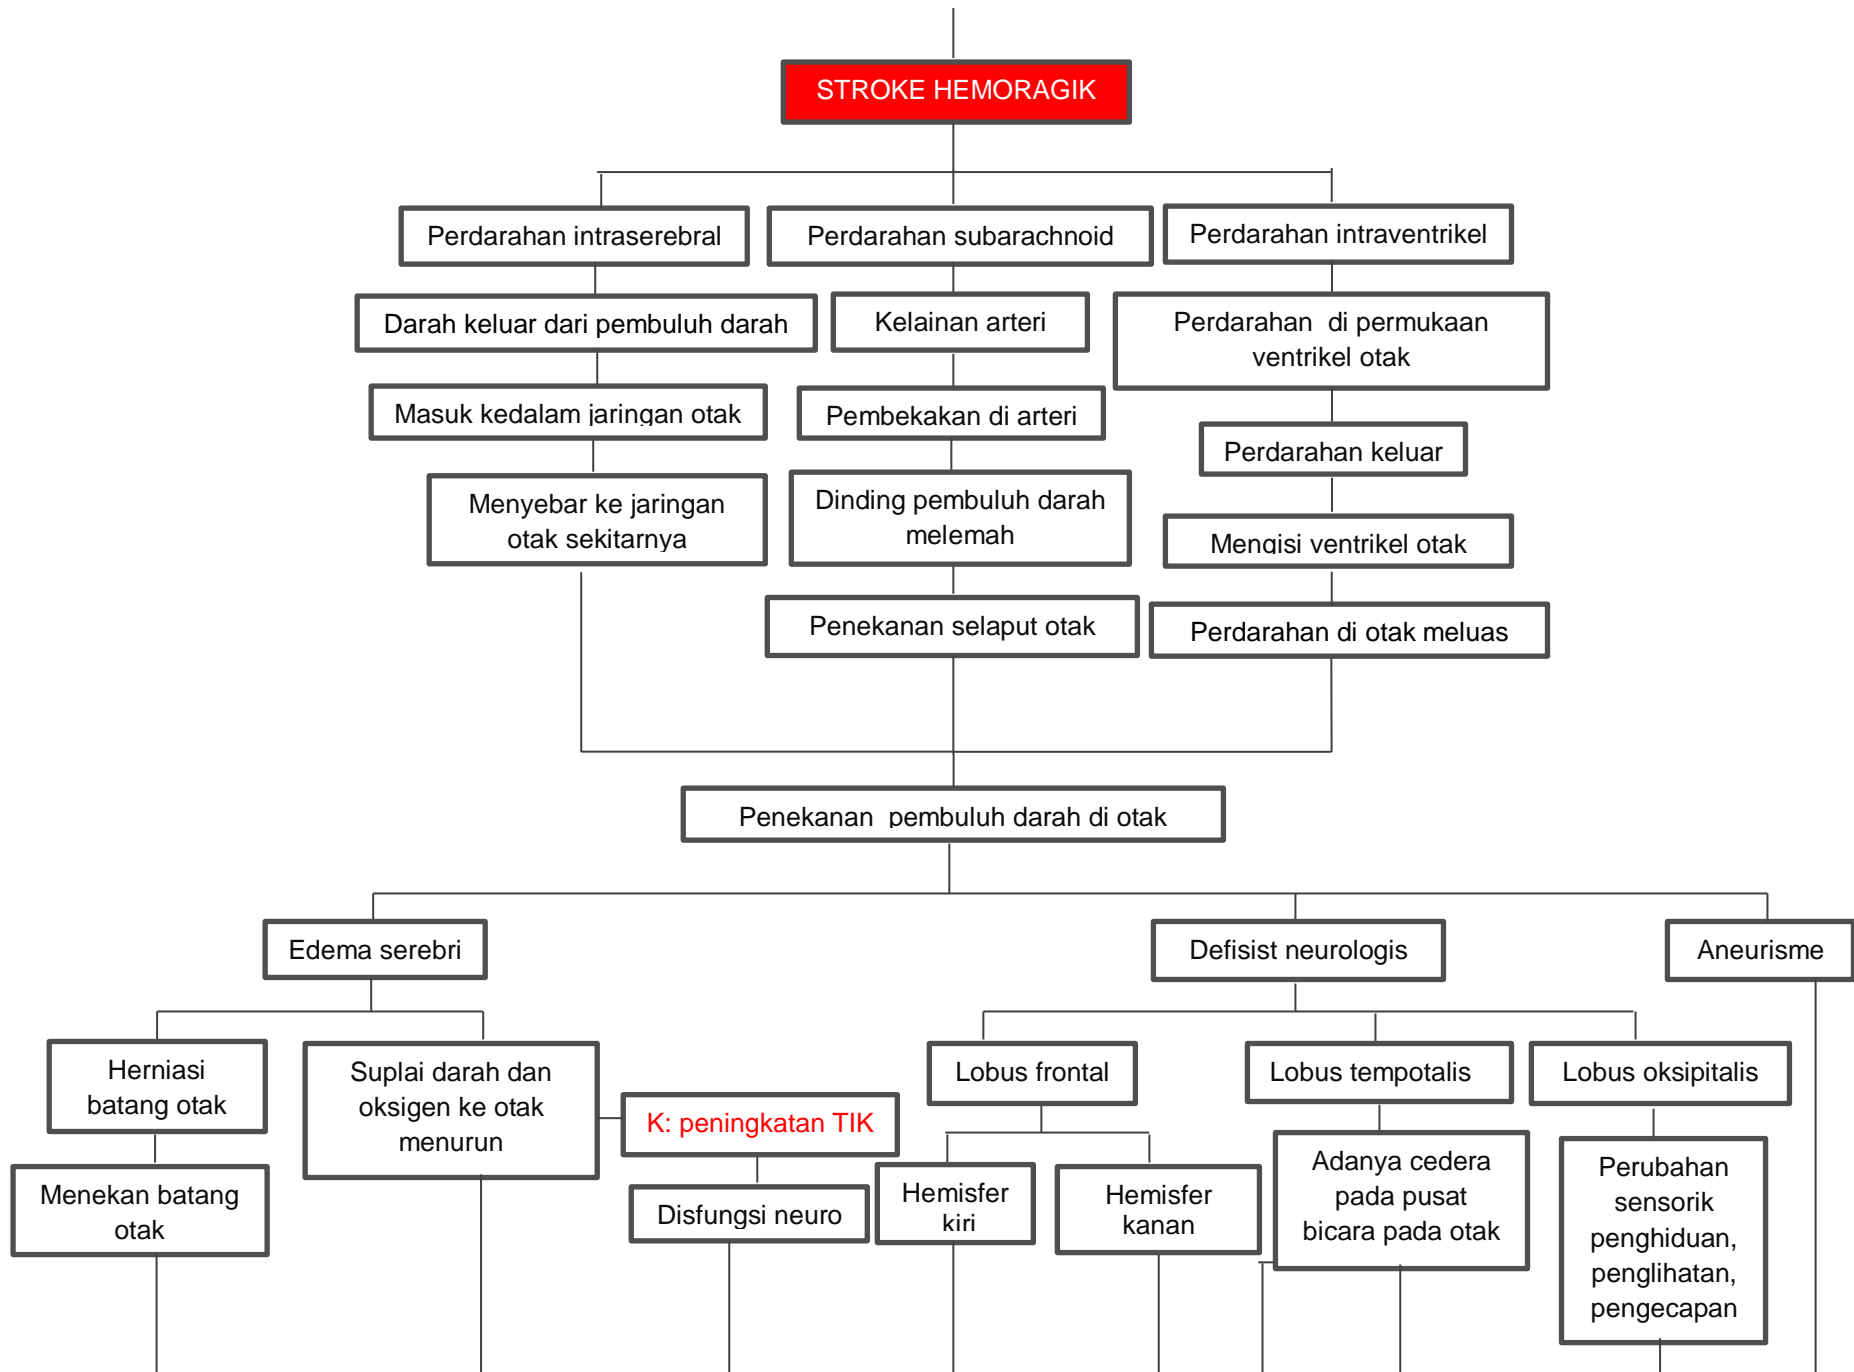 STROKE HEMORAGIK
Perdarahan intraserebral
Perdarahan subarachnoid
Perdarahan intraventrikel
Darah keluar dari pembuluh darah
Kelainan arteri
Perdarahan di permukaan
ventrikel otak
Masuk kedalam jaringan otak
Pembekakan di arteri
Perdarahan keluar
Menyebar ke jaringan
otak sekitarnya
Dinding pembuluh darah
melemah
Mengisi ventrikel otak
Penekanan selaput otak
Perdarahan di otak meluas
Penekanan pembuluh darah di otak
Edema serebri
Defisist neurologis
Aneurisme
Herniasi
batang otak
Suplai darah dan
oksigen ke otak
menurun
K: peningkatan TIK
Lobus frontal
Lobus tempotalis
Lobus oksipitalis
Menekan batang
otak
Disfungsi neuro
Hemisfer
kiri
Hemisfer
kanan
Adanya cedera
pada pusat
bicara pada otak
Perubahan
sensorik
penghiduan,
penglihatan,
pengecapan